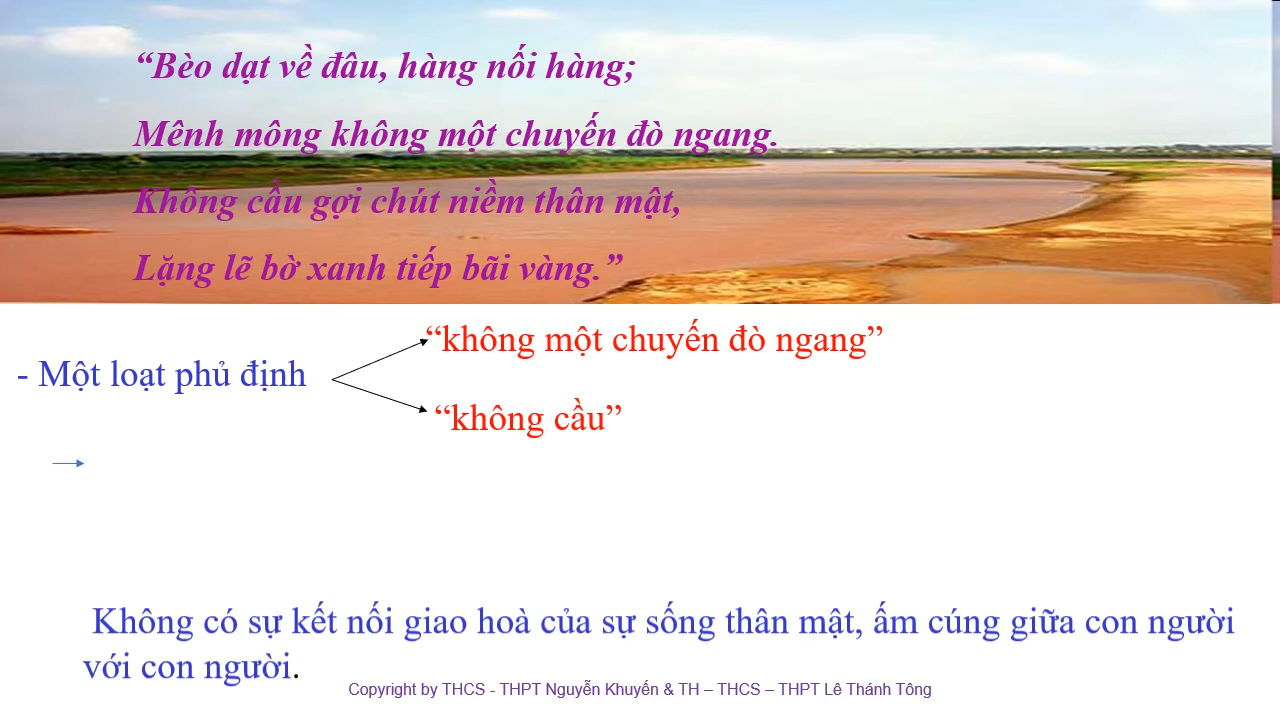 “Bèo dạt về đâu, hàng nối hàng;
Mênh mông không một chuyến đò ngang.
Không cầu gợi chút niềm thân mật,
Lặng lẽ bờ xanh tiếp bãi vàng.”
“không một chuyến đò ngang”
- Một loạt phủ định
“không cầu”
Không có sự kết nối giao hoà của sự sống thân mật, ấm cúng giữa con người
với con người.
Copyright by THCS - THPT Nguyễn Khuyến & TH – THCS – THPT Lê Thánh Tông